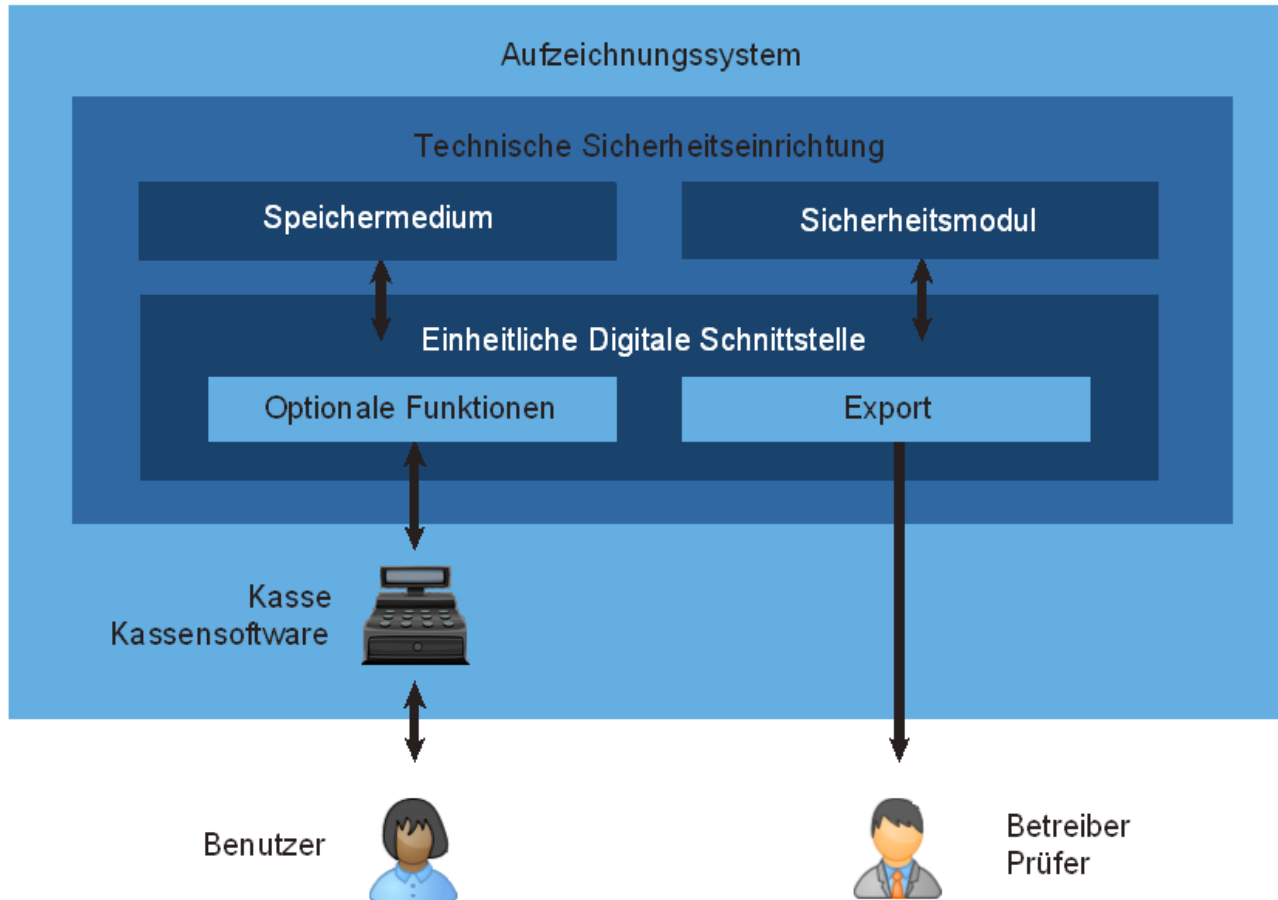 Aufzeichnungssystem
Technische Sicherheitseinrichtung
Speichermedium
Sicherheitsmodul
Einheitliche Digitale Schnittstelle
Optionale Funktionen
Export
Kasse
Kassensoftware
Benutzer
Betreiber
Prüfer